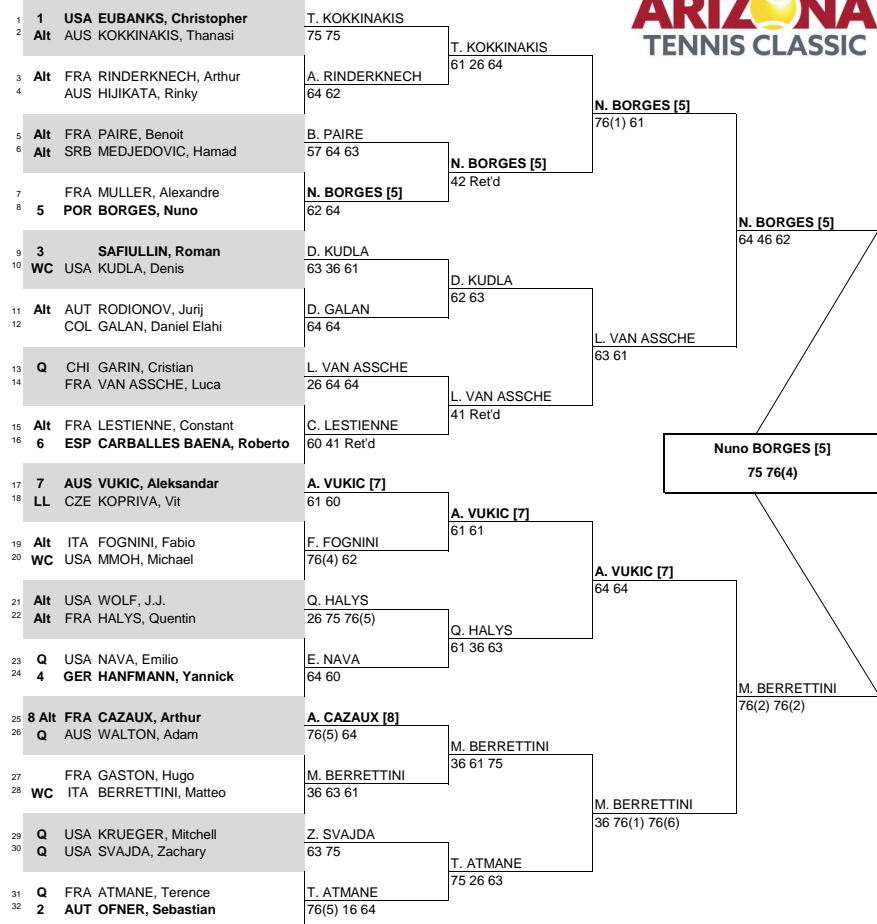 ARIZONA
TENNIS CLASSIC
1 1 USA EUBANKS, Christopher
2 Alt AUS KOKKINAKIS, Thanasi
T. KOKKINAKIS
75 75
T. KOKKINAKIS
61 26 64
3 Alt FRA RINDERKNECH, Arthur
4 AUS HIJIKATA, Rinky
A. RINDERKNECH
64 62
N. BORGES [5]
76(1) 61
5 Alt FRA PAIRE, Benoit
6 Alt SRB MEDJEDOVIC, Hamad
B. PAIRE
57 64 63
N. BORGES [5]
42 Ret'd
7 FRA MULLER, Alexandre
8 5 POR BORGES, Nuno
N. BORGES [5]
62 64
N. BORGES [5]
64 46 62
9 3 SAFIULLIN, Roman
10 WC USA KUDLA, Denis
D. KUDLA
63 36 61
D. KUDLA
62 63
11 Alt AUT RODIONOV, Jurij
12 COL GALAN, Daniel Elahi
D. GALAN
64 64
L. VAN ASSCHE
63 61
13 Q CHI GARIN, Cristian
14 FRA VAN ASSCHE, Luca
L. VAN ASSCHE
26 64 64
L. VAN ASSCHE
41 Ret'd
15 Alt FRA LESTIENNE, Constant
16 6 ESP CARBALLES BAENA, Roberto
C. LESTIENNE
60 41 Ret'd
Nuno BORGES [5]
75 76(4)
17 7 AUS VUKIC, Aleksandar
18 LL CZE KOPRIVA, Vit
A. VUKIC [7]
61 60
A. VUKIC [7]
61 61
19 Alt ITA FOGNINI, Fabio
20 WC USA MMOH, Michael
F. FOGNINI
76(4) 62
A. VUKIC [7]
64 64
21 Alt USA WOLF, J.J.
22 Alt FRA HALYS, Quentin
Q. HALYS
26 75 76(5)
Q. HALYS
61 36 63
23 Q USA NAVA, Emilio
24 4 GER HANFMANN, Yannick
E. NAVA
64 60
M. BERRETTINI
76(2) 76(2)
25 8 Alt FRA CAZAUX, Arthur
26 Q AUS WALTON, Adam
A. CAZAUX [8]
76(5) 64
M. BERRETTINI
36 61 75
27 FRA GASTON, Hugo
28 WC ITA BERRETTINI, Matteo
M. BERRETTINI
36 63 61
M. BERRETTINI
36 76(1) 76(6)
29 Q USA KRUEGER, Mitchell
30 Q USA SVAJDA, Zachary
Z. SVAJDA
63 75
T. ATMANE
75 26 63
31 Q FRA ATMANE, Terence
32 2 AUT OFNER, Sebastian
T. ATMANE
76(5) 16 64